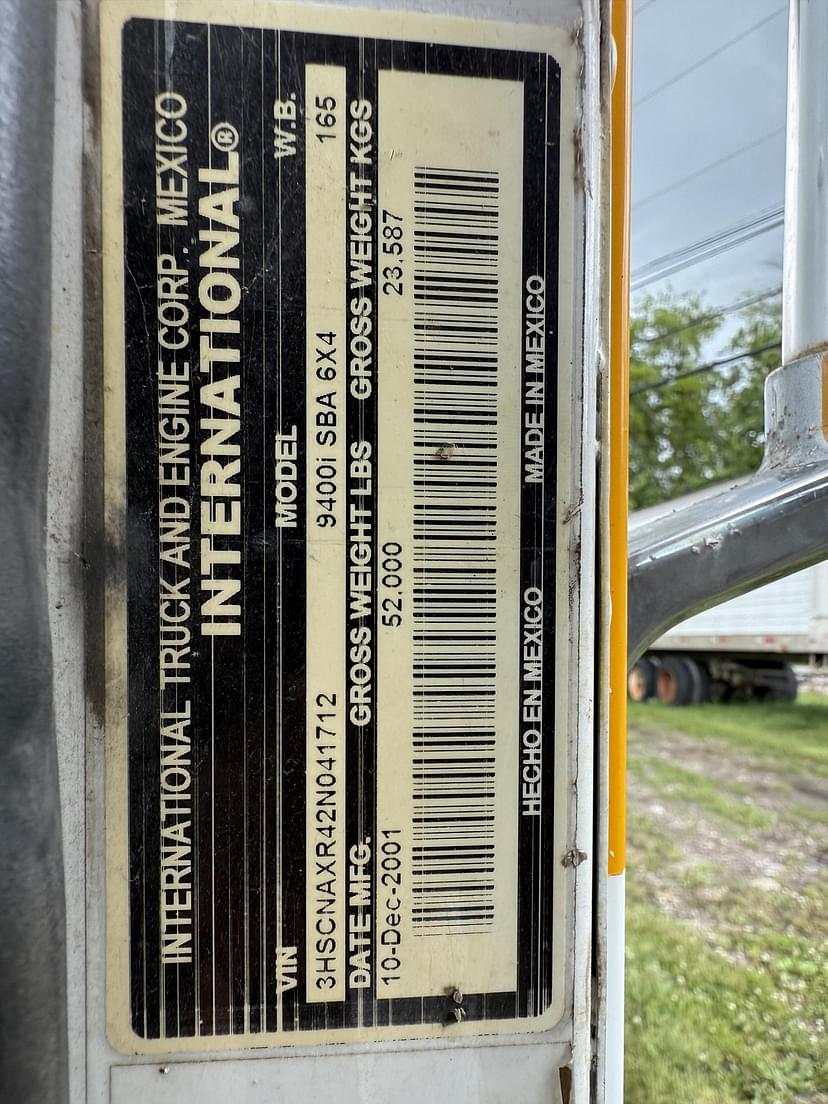 INTERNATIONAL TRUCK AND ENGINE CORP. MEXICO
INTERNATIONAL®
VIN MODEL W.B.
3HSCNAXR42N041712 9400i SBA 6X4 165
DATE MFG. GROSS WEIGHT LBS GROSS WEIGHT KGS
10-Dec-2001 52.000 23.587
HECHO EN MEXICO MADE IN MEXICO